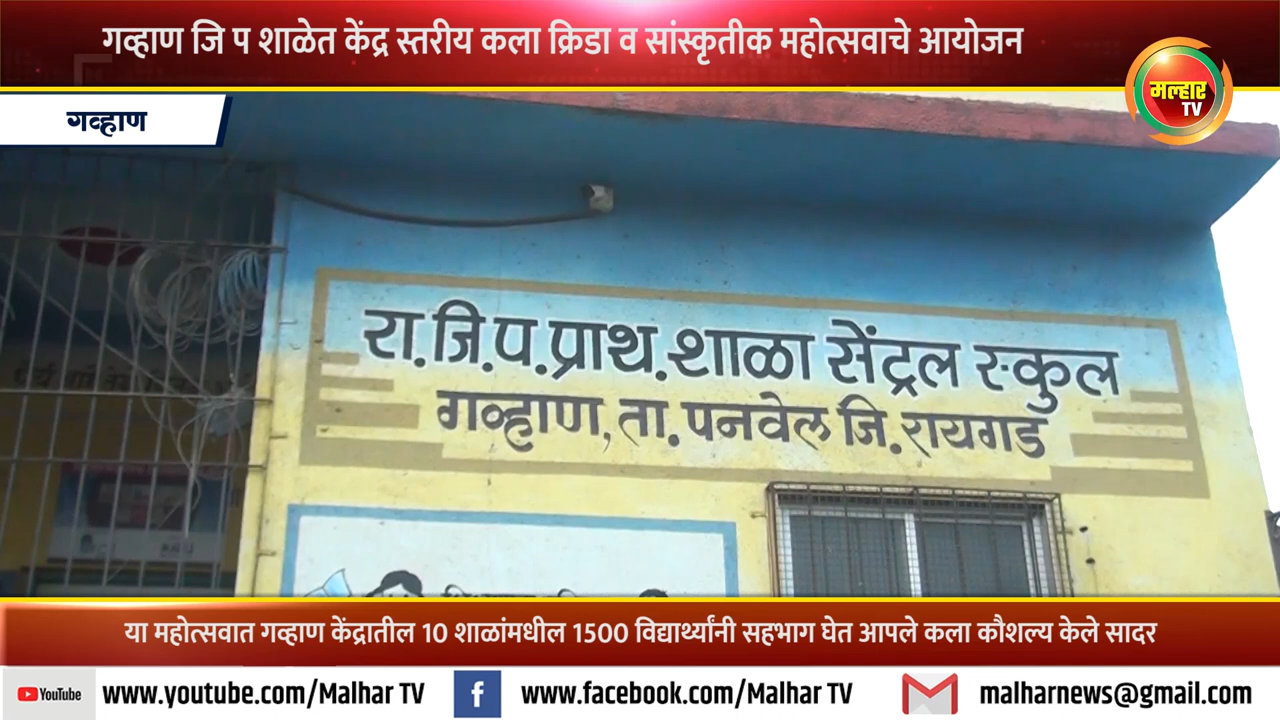 गव्हाण जि प शाळेत केंद्र स्तरीय कला क्रिडा व सांस्कृतीक महोत्सवाचे आयोजन
मल्हार
TV
गव्हाण
रा.जि.प.प्राथ.शाळा सेंट्रल स्कुल
गव्हाण, ता. पनवेल जि. रायगड
या महोत्सवात गव्हाण केंद्रातील 10 शाळांमधील 1500 विद्यार्थ्यांनी सहभाग घेत आपले कला कौशल्य केले सादर
YouTube www.youtube.com/Malhar TV www.facebook.com/Malhar TV malharnews@gmail.com